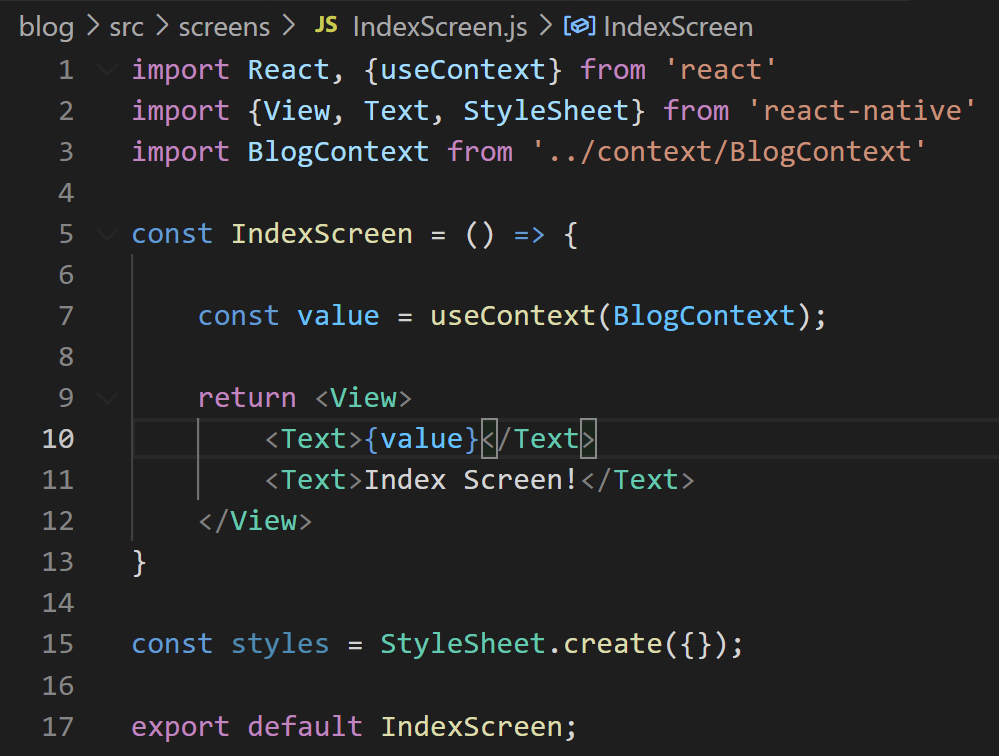 blog > src > screens > JS IndexScreen.js > IndexScreen
1 import React, {useContext} from 'react'
2 import {View, Text, StyleSheet} from 'react-native'
3 import BlogContext from '../context/BlogContext'
4
5 const IndexScreen = () => {
6
7 const value = useContext(BlogContext);
8
9 return <View>
10 <Text>{value}</Text>
11 <Text>Index Screen!</Text>
12 </View>
13 }
14
15 const styles = StyleSheet.create({});
16
17 export default IndexScreen;